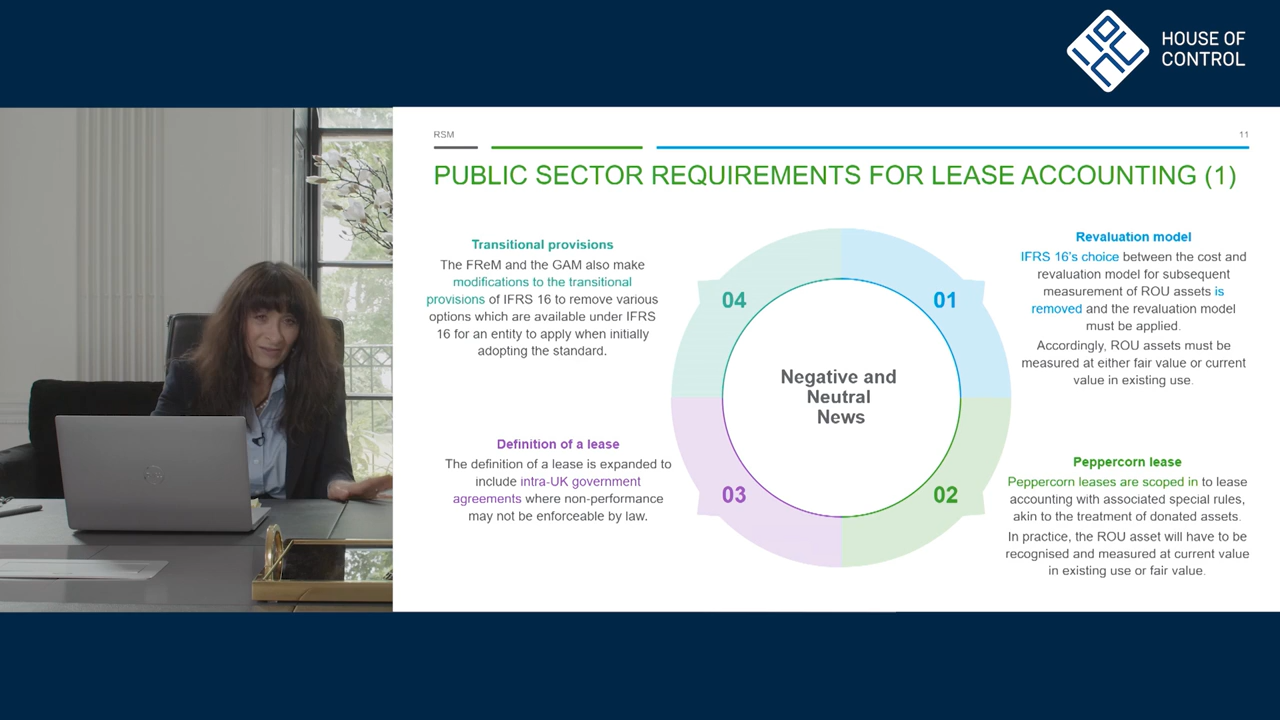 HOUSE OF
CONTROL
RSM
11
PUBLIC SECTOR REQUIREMENTS FOR LEASE ACCOUNTING (1)
Transitional provisions
The FReM and the GAM also make
modifications to the transitional
provisions of IFRS 16 to remove various
options which are available under IFRS
16 for an entity to apply when initially
adopting the standard.
04
01
Revaluation model
IFRS 16's choice between the cost and
revaluation model for subsequent
measurement of ROU assets is
removed and the revaluation model
must be applied.
Accordingly, ROU assets must be
measured at either fair value or current
value in existing use.
Negative and
Neutral
News
Definition of a lease
The definition of a lease is expanded to
include intra-UK government
agreements where non-performance
may not be enforceable by law.
03
02
Peppercorn lease
Peppercorn leases are scoped in to lease
accounting with associated special rules,
akin to the treatment of donated assets.
In practice, the ROU asset will have to be
recognised and measured at current value
in existing use or fair value.